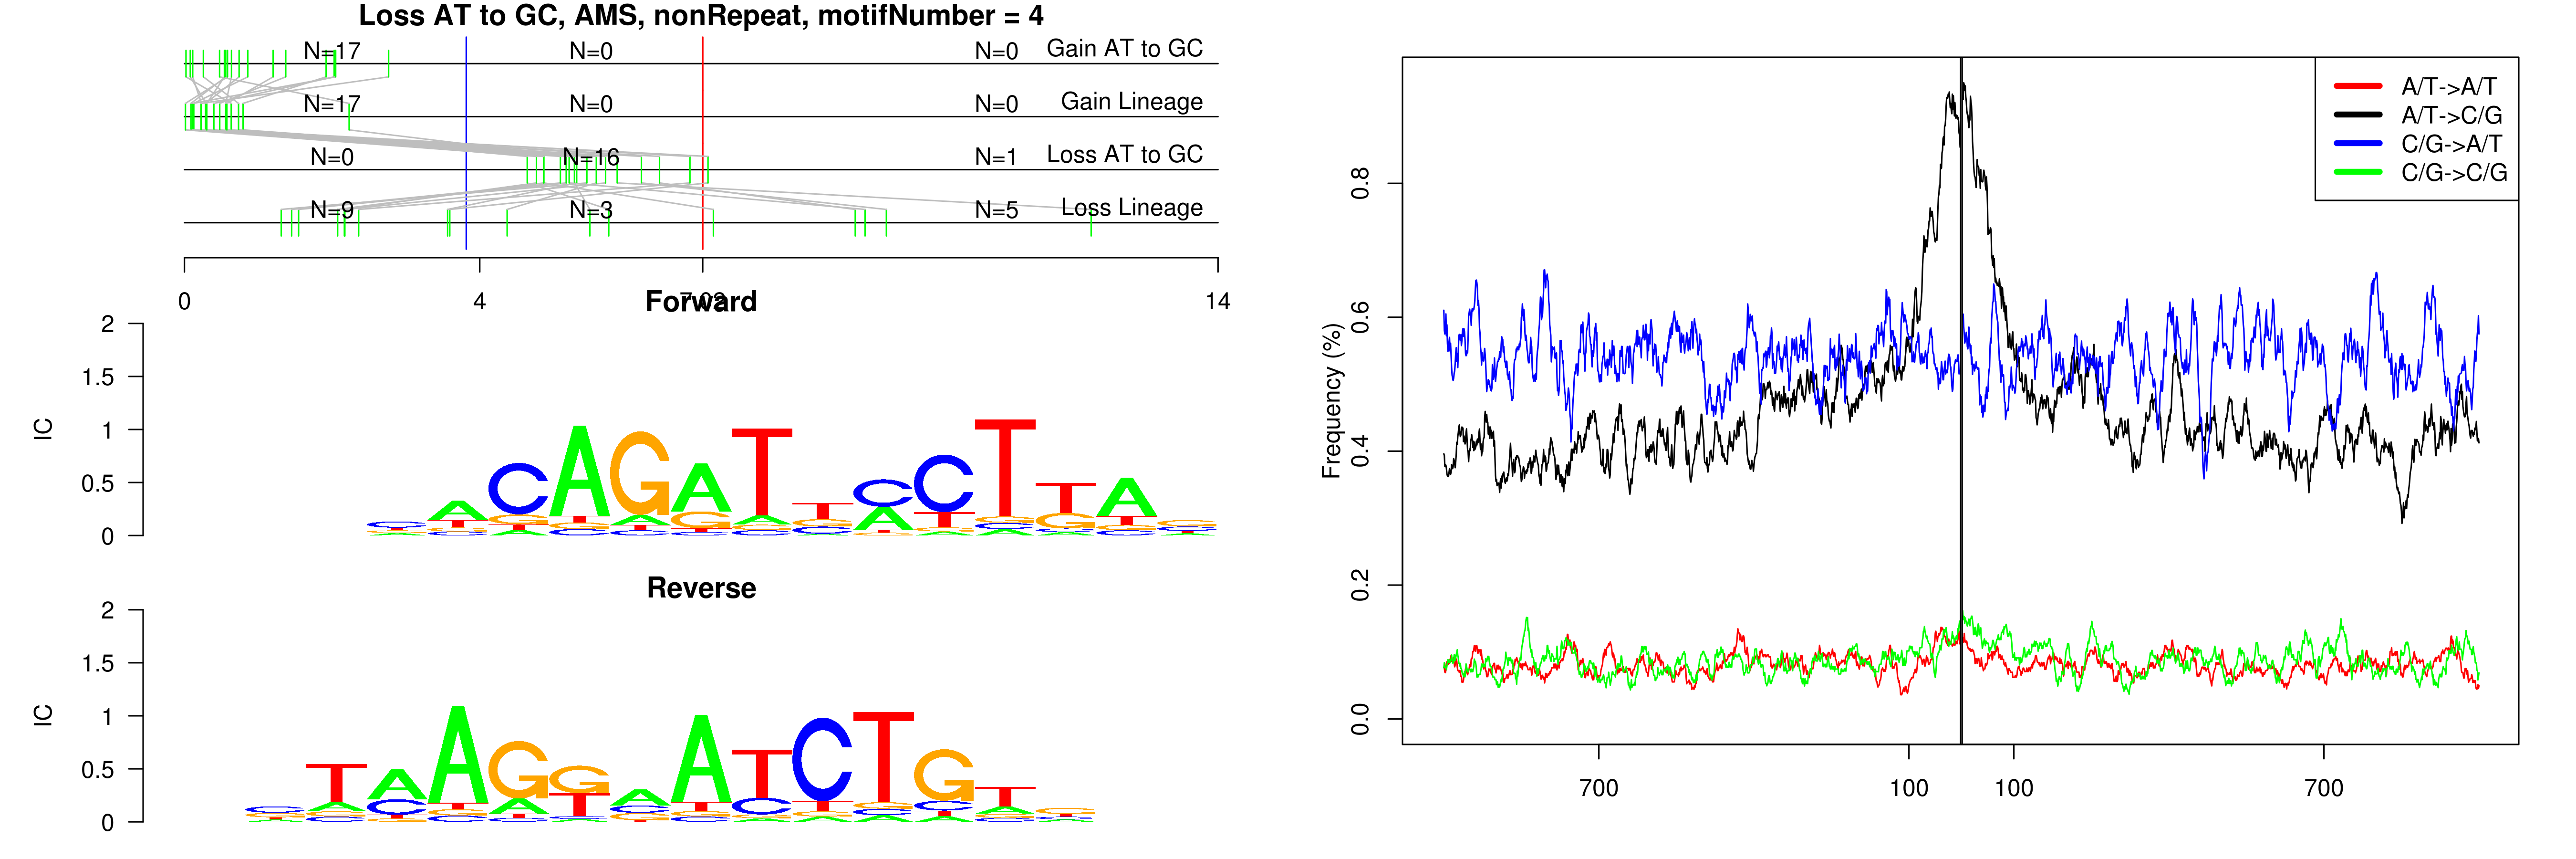 Loss AT to GC, AMS, nonRepeat, motifNumber = 4
N=17 N=0 N=0 Gain AT to GC
N=17 N=0 N=0 Gain Lineage
N=0 N=16 N=1 Loss AT to GC
N=9 N=3 N=5 Loss Lineage
0 4 14
Forward
2
1.5
1
0.5
0
IC
Reverse
2
1.5
1
0.5
0
IC
A/T->A/T
A/T->C/G
C/G->A/T
C/G->C/G
Frequency (%)
0.8
0.6
0.4
0.2
0.0
700 100 100 700